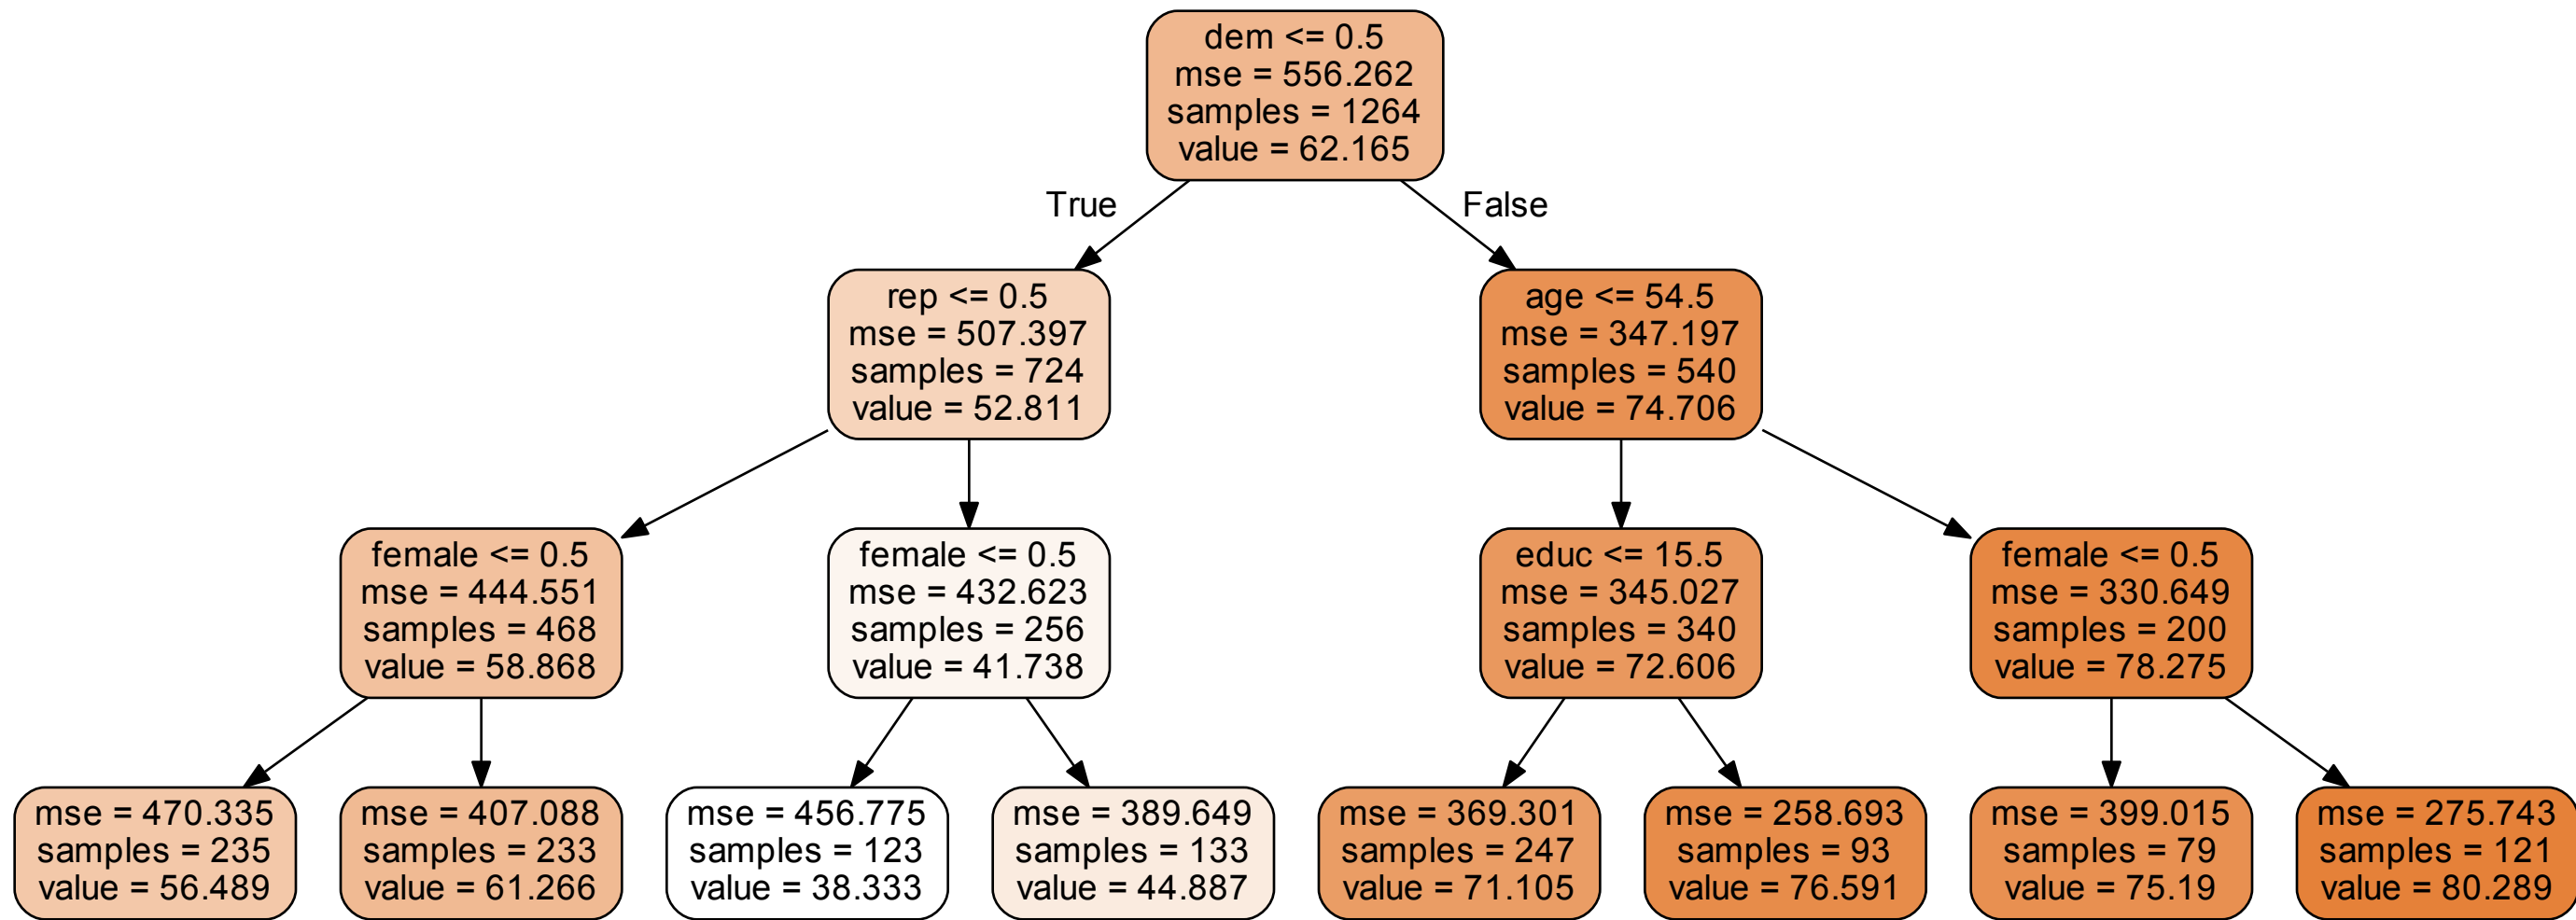 dem <= 0.5
mse = 556.262
samples = 1264
value = 62.165
True
False
rep <= 0.5
mse = 507.397
samples = 724
value = 52.811
age <= 54.5
mse = 347.197
samples = 540
value = 74.706
female <= 0.5
mse = 444.551
samples = 468
value = 58.868
female <= 0.5
mse = 432.623
samples = 256
value = 41.738
educ <= 15.5
mse = 345.027
samples = 340
value = 72.606
female <= 0.5
mse = 330.649
samples = 200
value = 78.275
mse = 470.335
samples = 235
value = 56.489
mse = 407.088
samples = 233
value = 61.266
mse = 456.775
samples = 123
value = 38.333
mse = 389.649
samples = 133
value = 44.887
mse = 369.301
samples = 247
value = 71.105
mse = 258.693
samples = 93
value = 76.591
mse = 399.015
samples = 79
value = 75.19
mse = 275.743
samples = 121
value = 80.289